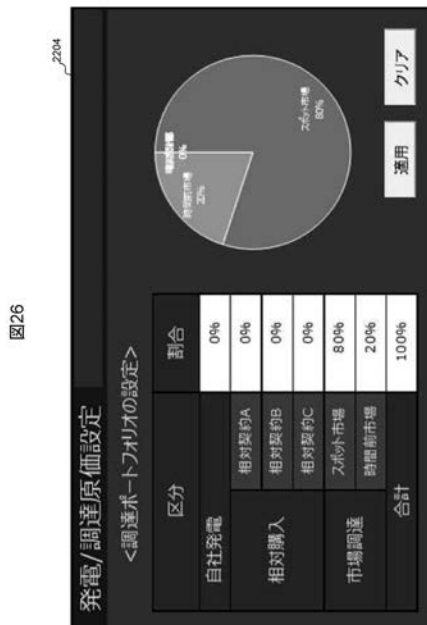 図26
2204
発電/調達原価設定
<調達ポートフォリオの設定>
区分 割合
自社発電 0%
相対購入 相対契約A 0%
相対契約B 0%
相対契約C 0%
市場調達 スポット市場 80%
時間前市場 20%
合計 100%
0%
時間前市場
20%
スポット市場
80%
適用 クリア